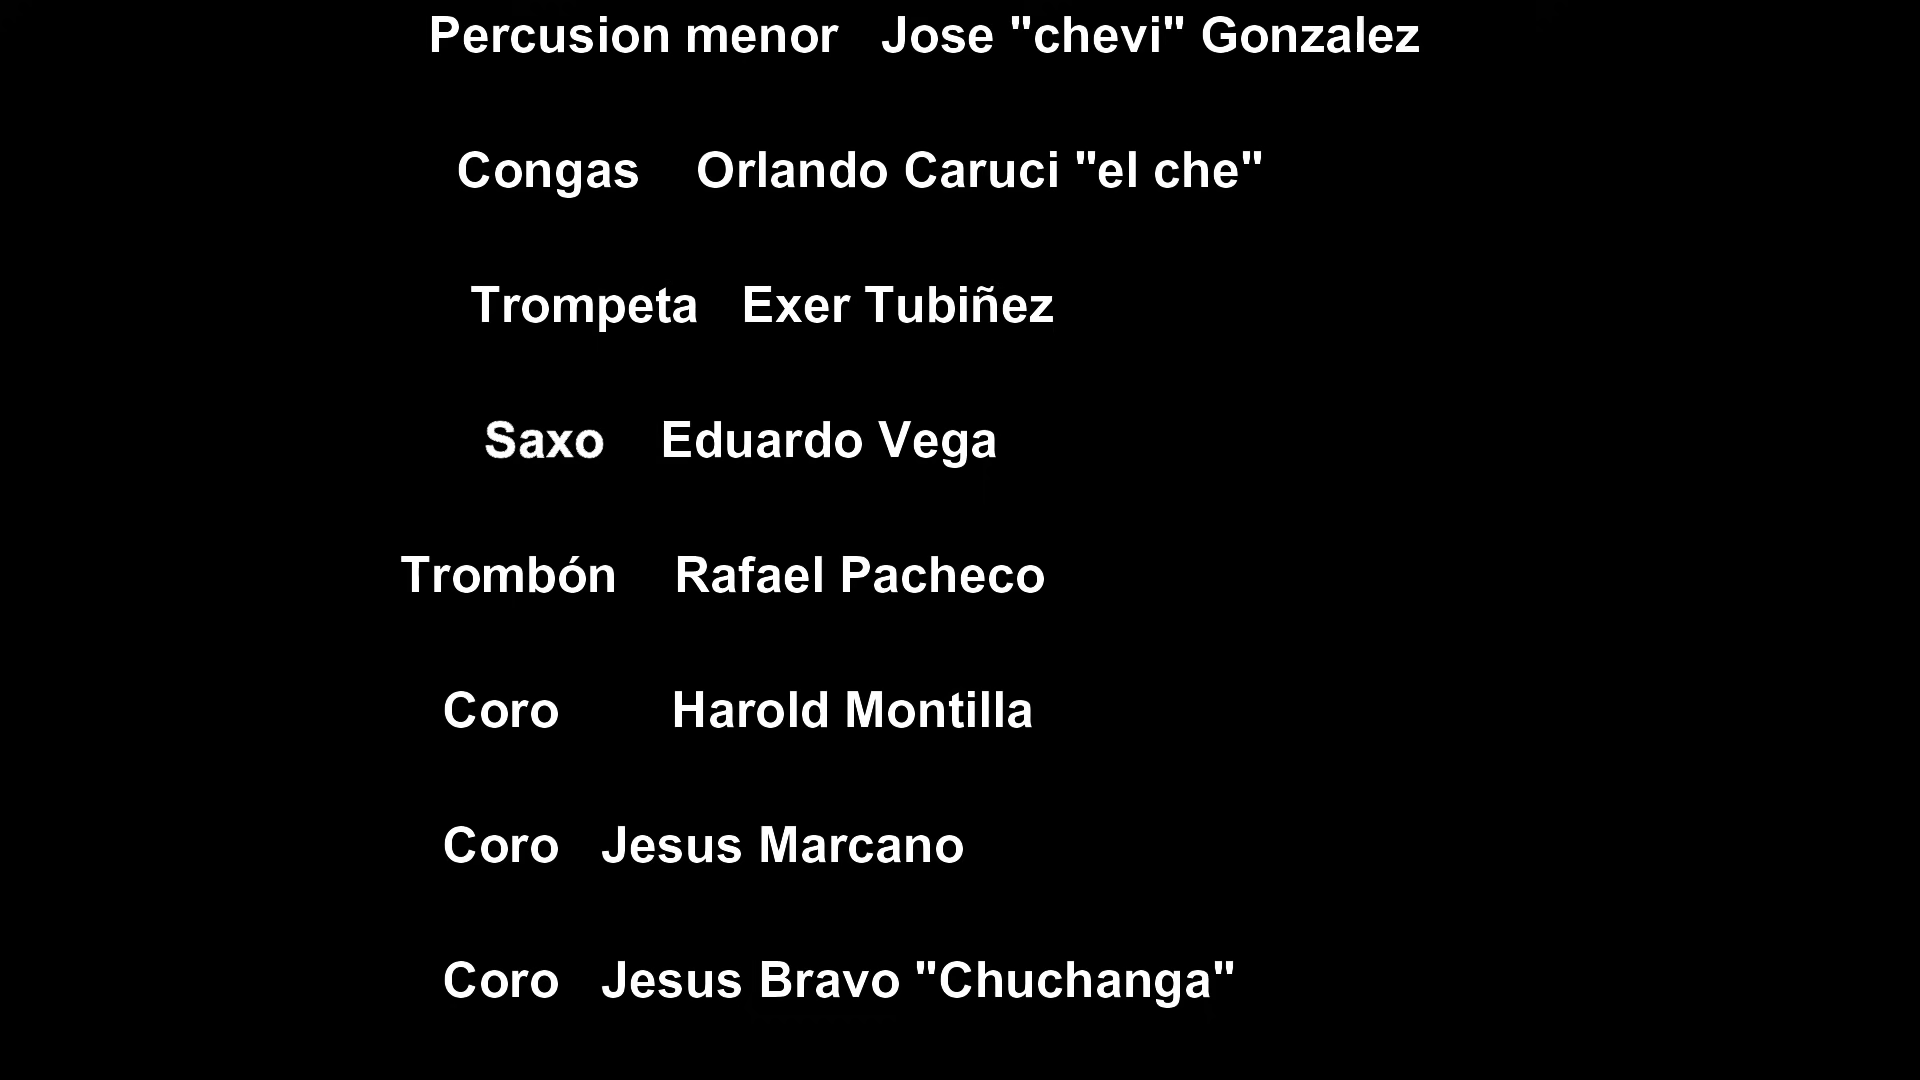 Percusion menor Jose "chevi" Gonzalez
Congas Orlando Caruci "el che"
Trompeta Exer Tubiñez
Saxo Eduardo Vega
Trombón Rafael Pacheco
Coro Harold Montilla
Coro Jesus Marcano
Coro Jesus Bravo "Chuchanga"